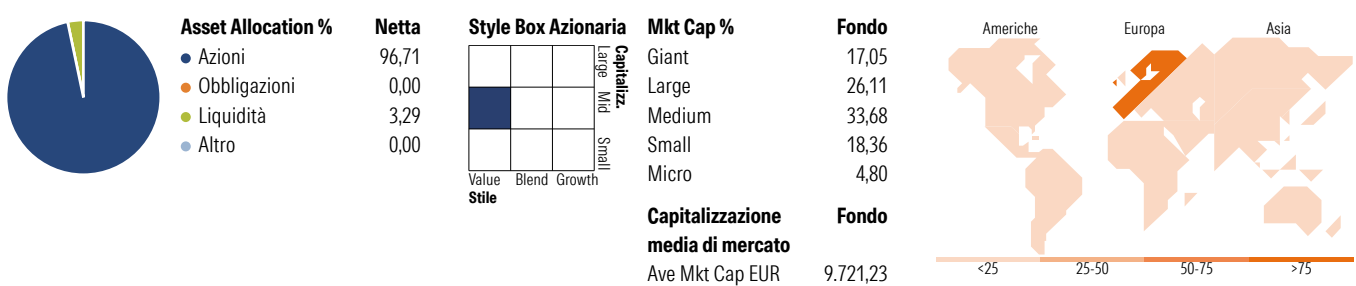 Asset Allocation % Netta
Azioni 96,71
Obbligazioni 0,00
Liquidità 3,29
Altro 0,00
Style Box Azionaria
Capitalizz.
Large Mid Small
Value Blend Growth
Stile
Mkt Cap % Fondo
Giant 17,05
Large 26,11
Medium 33,68
Small 18,36
Micro 4,80
Capitalizzazione Fondo
media di mercato
Ave Mkt Cap EUR 9.721,23
Americhe Europa Asia
<25 25-50 50-75 >75